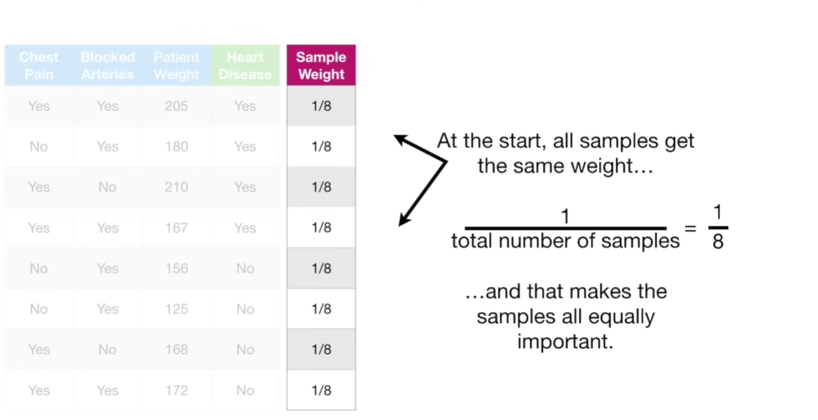 Chest Pain Blocked Arteries Patient Weight Heart Disease Sample Weight
Yes Yes 205 Yes 1/8
No Yes 180 Yes 1/8
Yes No 210 Yes 1/8
Yes Yes 167 Yes 1/8
No Yes 156 No 1/8
No Yes 125 No 1/8
Yes No 168 No 1/8
Yes Yes 172 No 1/8
At the start, all samples get
the same weight…
1
total number of samples
=
1
8
…and that makes the
samples all equally
important.